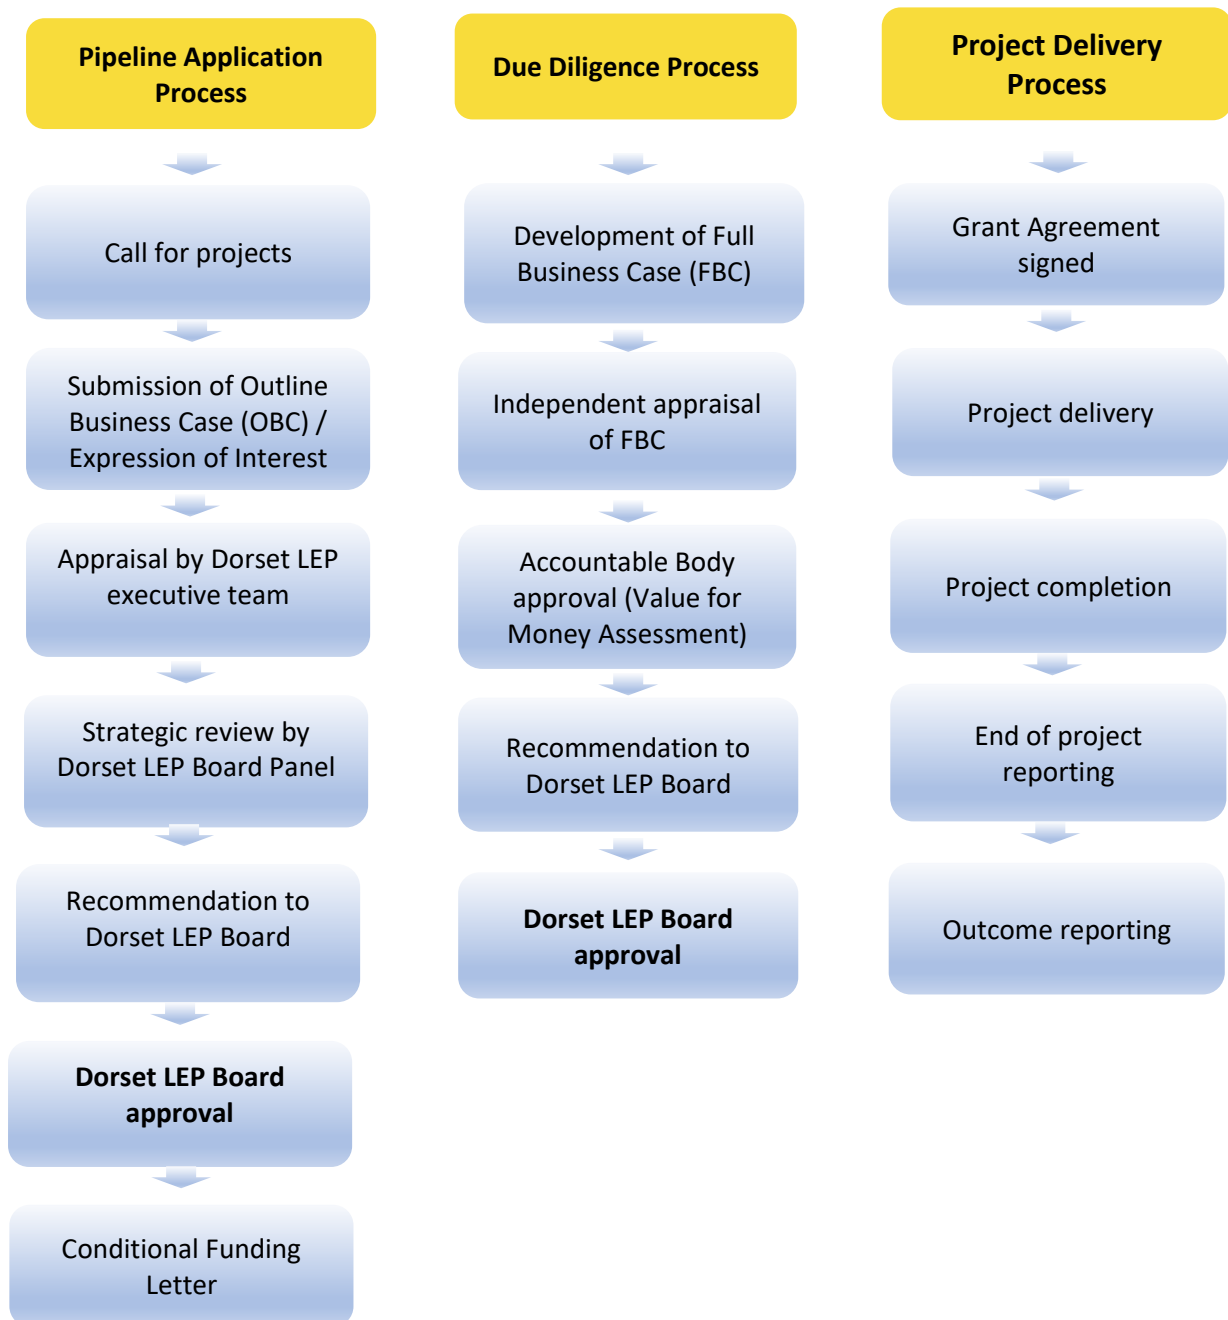 Pipeline Application
Process
Call for projects
Submission of Outline
Business Case (OBC) /
Expression of Interest
Appraisal by Dorset LEP
executive team
Strategic review by
Dorset LEP Board Panel
Recommendation to
Dorset LEP Board
Dorset LEP Board
approval
Conditional Funding
Letter
Due Diligence Process
Development of Full
Business Case (FBC)
Independent appraisal
of FBC
Accountable Body
approval (Value for
Money Assessment)
Recommendation to
Dorset LEP Board
Dorset LEP Board
approval
Project Delivery
Process
Grant Agreement
signed
Project delivery
Project completion
End of project
reporting
Outcome reporting